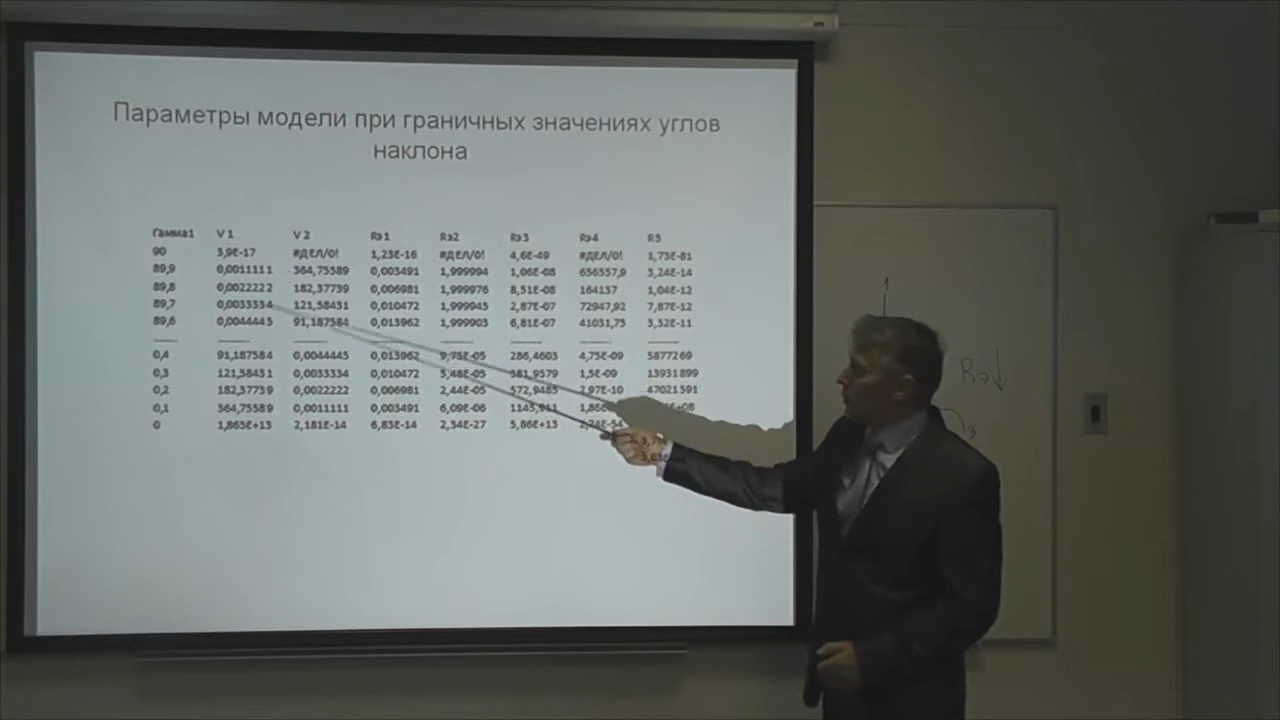 Параметры модели при граничных значениях углов
наклона
Гамма1 V 1 V 2 Rэ1 Rэ2 Rэ3 Rэ4 R5
90 3,9E-17 #ДЕЛ/0! 1,23E-16 #ДЕЛ/0! 4,6E-49 #ДЕЛ/0! 1,73E-81
89,9 0,0011111 364,75589 0,003491 1,999994 1,06E-08 656557,9 3,24E-14
89,8 0,0022222 182,37739 0,006981 1,999976 8,51E-08 164137 1,04E-12
89,7 0,0033334 121,58431 0,010472 1,999945 2,87E-07 72947,92 7,87E-12
89,6 0,0044445 91,187584 0,013962 1,999903 6,81E-07 41031,75 3,32E-11
0,4 91,187584 0,0044445 0,013962 9,75E-05 286,4603 4,75E-09 5877269
0,3 121,58431 0,0033334 0,010472 5,48E-05 381,9579 1,5E-09 13931899
0,2 182,37739 0,0022222 0,006981 2,44E-05 572,9485 2,97E-10 47021591
0,1 364,75589 0,0011111 0,003491 6,09E-06
0 1,865E+13 2,181E-14 6,83E-14 2,34E-27 5,86E+13
1
Rэ
3